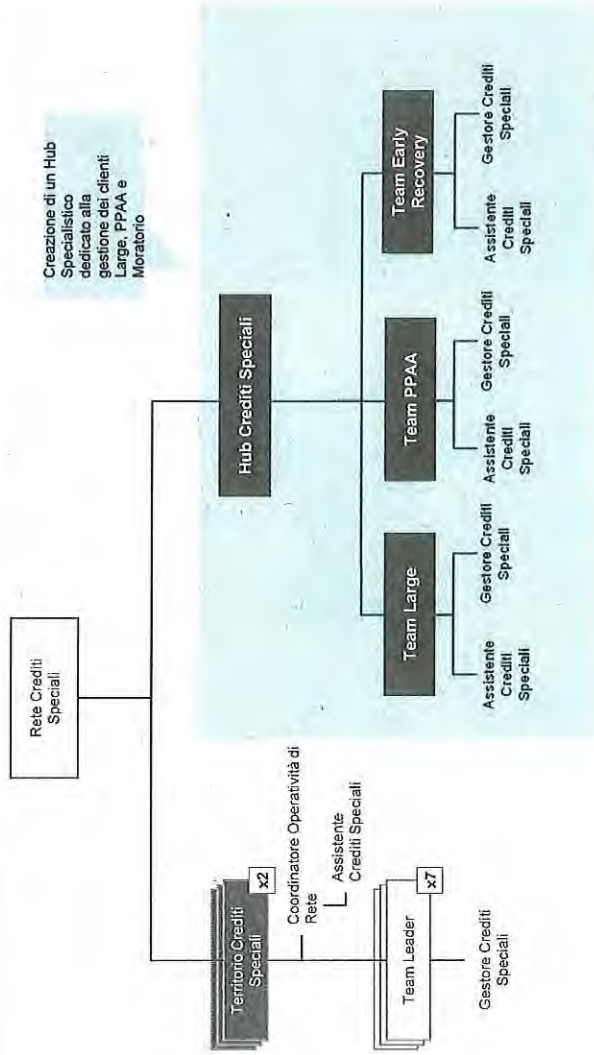 Rete Crediti
Speciali
Creazione di un Hub
Specialistico
dedicato alla
gestione dei clienti
Large, PPAA e
Moratorio
Territorio Crediti
Speciali
x2
Hub Crediti Speciali
Coordinatore Operatività di
Rete
Assistente
Crediti Speciali
Team Leader
x7
Gestore Crediti
Speciali
Team Large
Team PPAA
Team Early
Recovery
Assistente
Crediti
Speciali
Gestore Crediti
Speciali
Assistente
Crediti
Speciali
Gestore Crediti
Speciali
Assistente
Crediti
Speciali
Gestore Crediti
Speciali